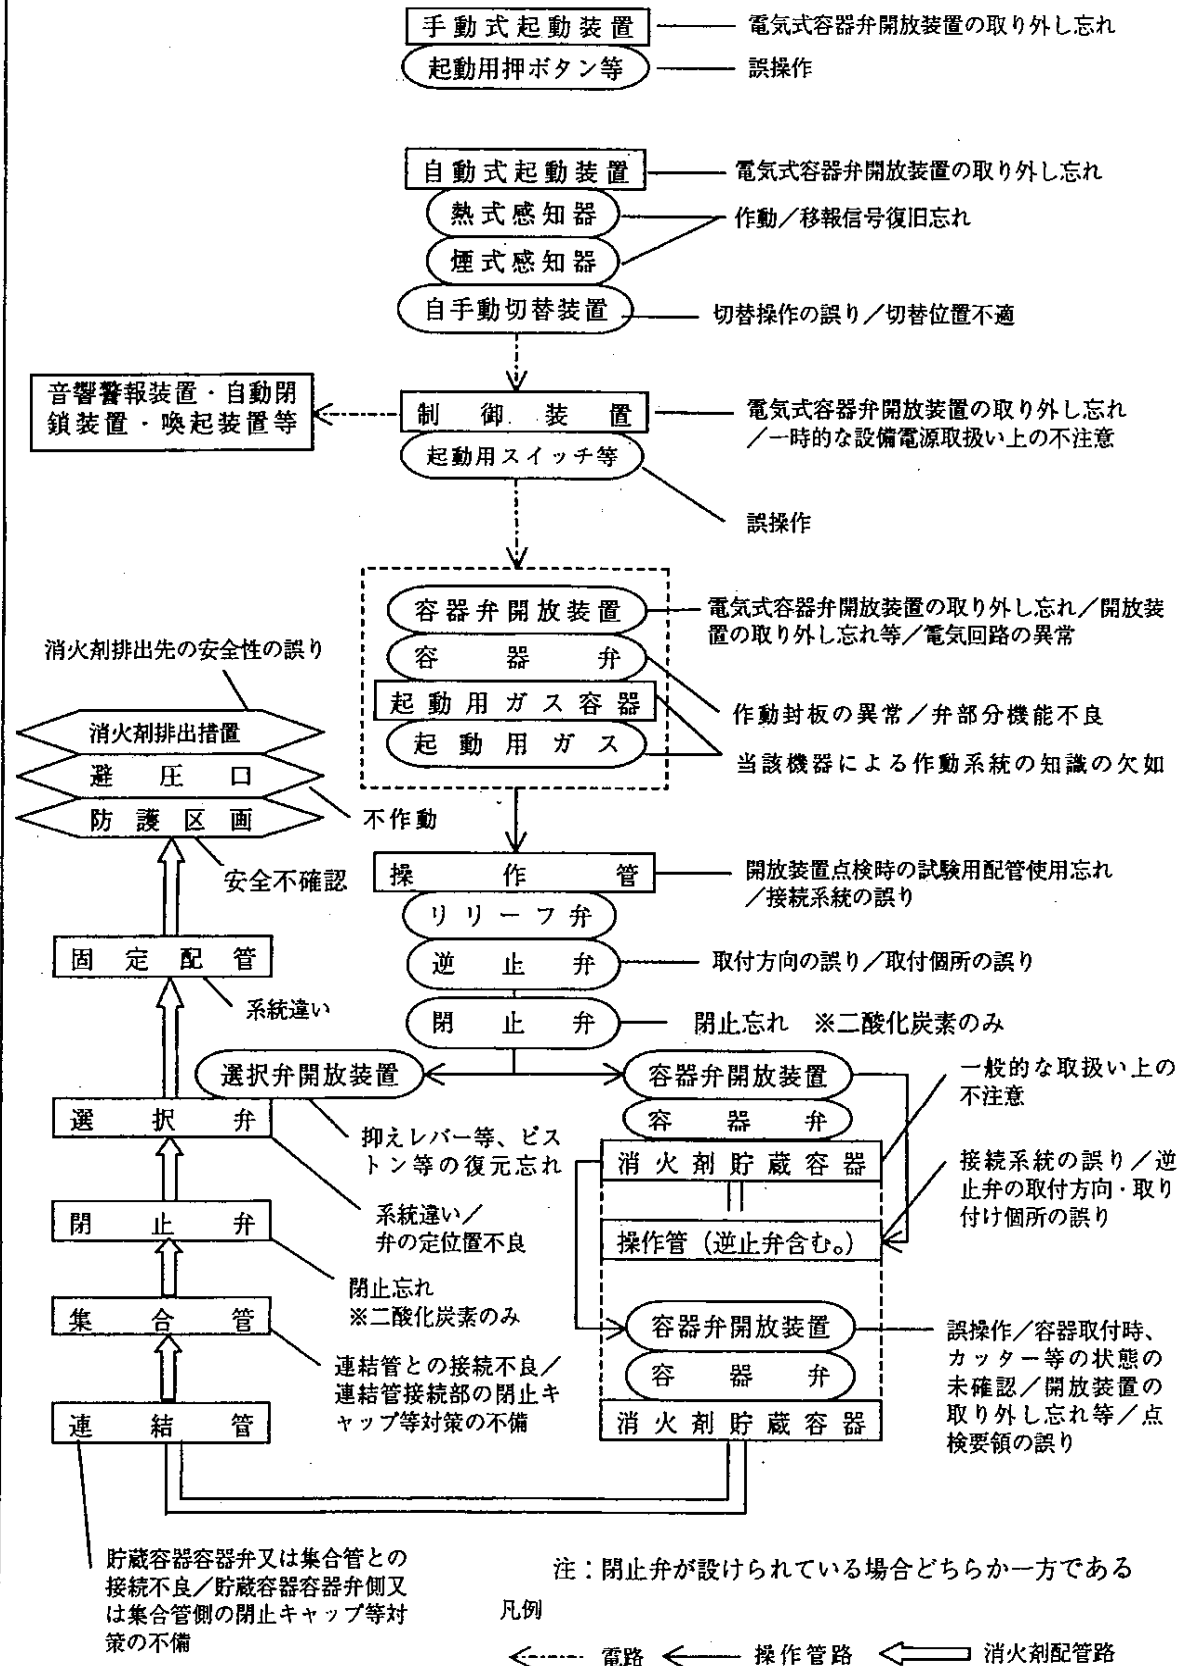 手動式起動装置
電気式容器弁開放装置の取り外し忘れ
起動用押ボタン等
誤操作
自動式起動装置
電気式容器弁開放装置の取り外し忘れ
熱式感知器
作動／移報信号復旧忘れ
煙式感知器
自手動切替装置
切替操作の誤り／切替位置不適
音響警報装置・自動閉
鎖装置・喚起装置等
制御装置
電気式容器弁開放装置の取り外し忘れ
／一時的な設備電源取扱い上の不注意
起動用スイッチ等
誤操作
容器弁開放装置
電気式容器弁開放装置の取り外し忘れ／開放装
置の取り外し忘れ等／電気回路の異常
容器弁
作動封板の異常／弁部分機能不良
起動用ガス容器
起動用ガス
当該機器による作動系統の知識の欠如
消火剤排出先の安全性の誤り
消火剤排出措置
避圧口
不作動
防護区画
安全不確認
操作管
開放装置点検時の試験用配管使用忘れ
／接続系統の誤り
リリーフ弁
逆止弁
取付方向の誤り／取付個所の誤り
閉止弁
閉止忘れ　※二酸化炭素のみ
固定配管
系統違い
選択弁開放装置
抑えレバー等、ピス
トン等の復元忘れ
選択弁
系統違い／
弁の定位置不良
閉止弁
閉止忘れ
※二酸化炭素のみ
集合管
連結管との接続不良／
連結管接続部の閉止キ
ャップ等対策の不備
連結管
容器弁開放装置
容器弁
消火剤貯蔵容器
一般的な取扱い上の
不注意
操作管（逆止弁含む。）
接続系統の誤り／逆
止弁の取付方向・取り
付け個所の誤り
容器弁開放装置
容器弁
消火剤貯蔵容器
誤操作／容器取付時、
カッター等の状態の
未確認／開放装置の
取り外し忘れ等／点
検要領の誤り
貯蔵容器容器弁又は集合管との
接続不良／貯蔵容器容器弁側又
は集合管側の閉止キャップ等対
策の不備
注：閉止弁が設けられている場合どちらか一方である
凡例
電路　操作管路　消火剤配管路